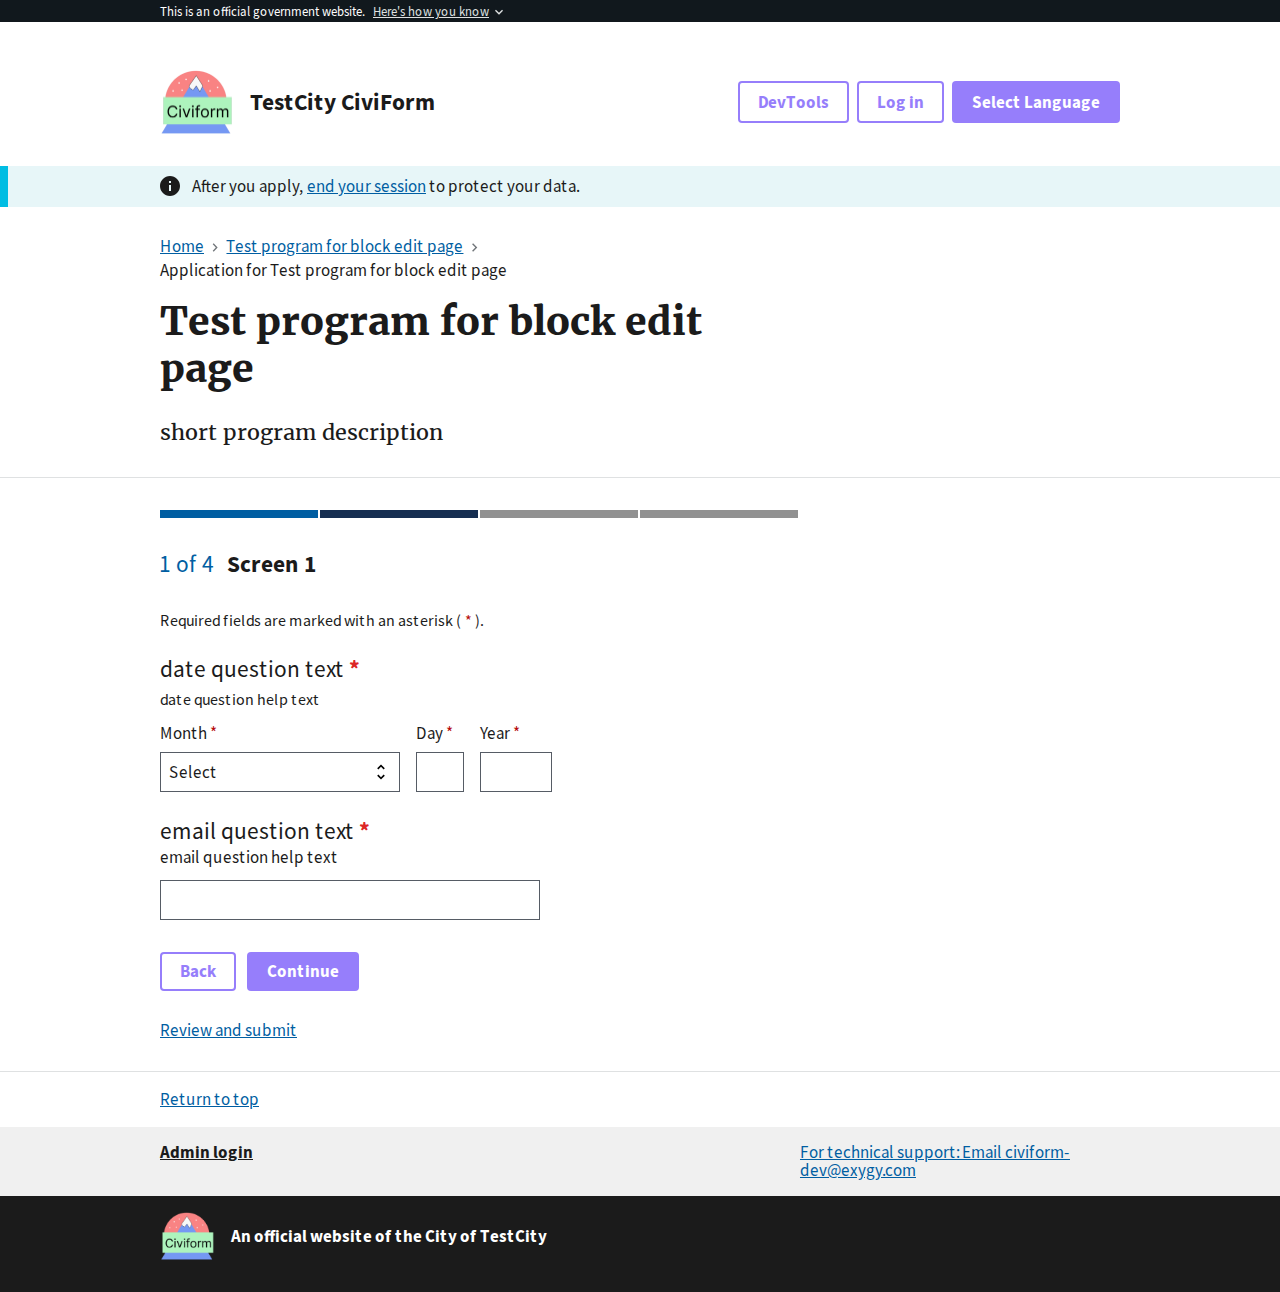 This is an official government website. Here's how you know
Civiform
TestCity CiviForm
DevTools
Log in
Select Language
After you apply, end your session to protect your data.
Home
Test program for block edit page
Application for Test program for block edit page
Test program for block edit
page
short program description
1 of 4 Screen 1
Required fields are marked with an asterisk ( * ).
date question text *
date question help text
Month * Day * Year *
Select
email question text *
email question help text
Back
Continue
Review and submit
Return to top
Admin login
For technical support: Email civiform-
dev@exygy.com
Civiform
An official website of the City of TestCity